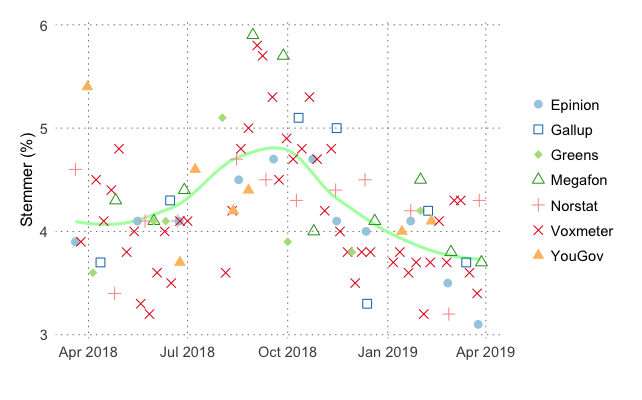 6
5
4
3
Stemmer (%)
Apr 2018 Jul 2018 Oct 2018 Jan 2019 Apr 2019
Epinion
Gallup
Greens
Megafon
Norstat
Voxmeter
YouGov